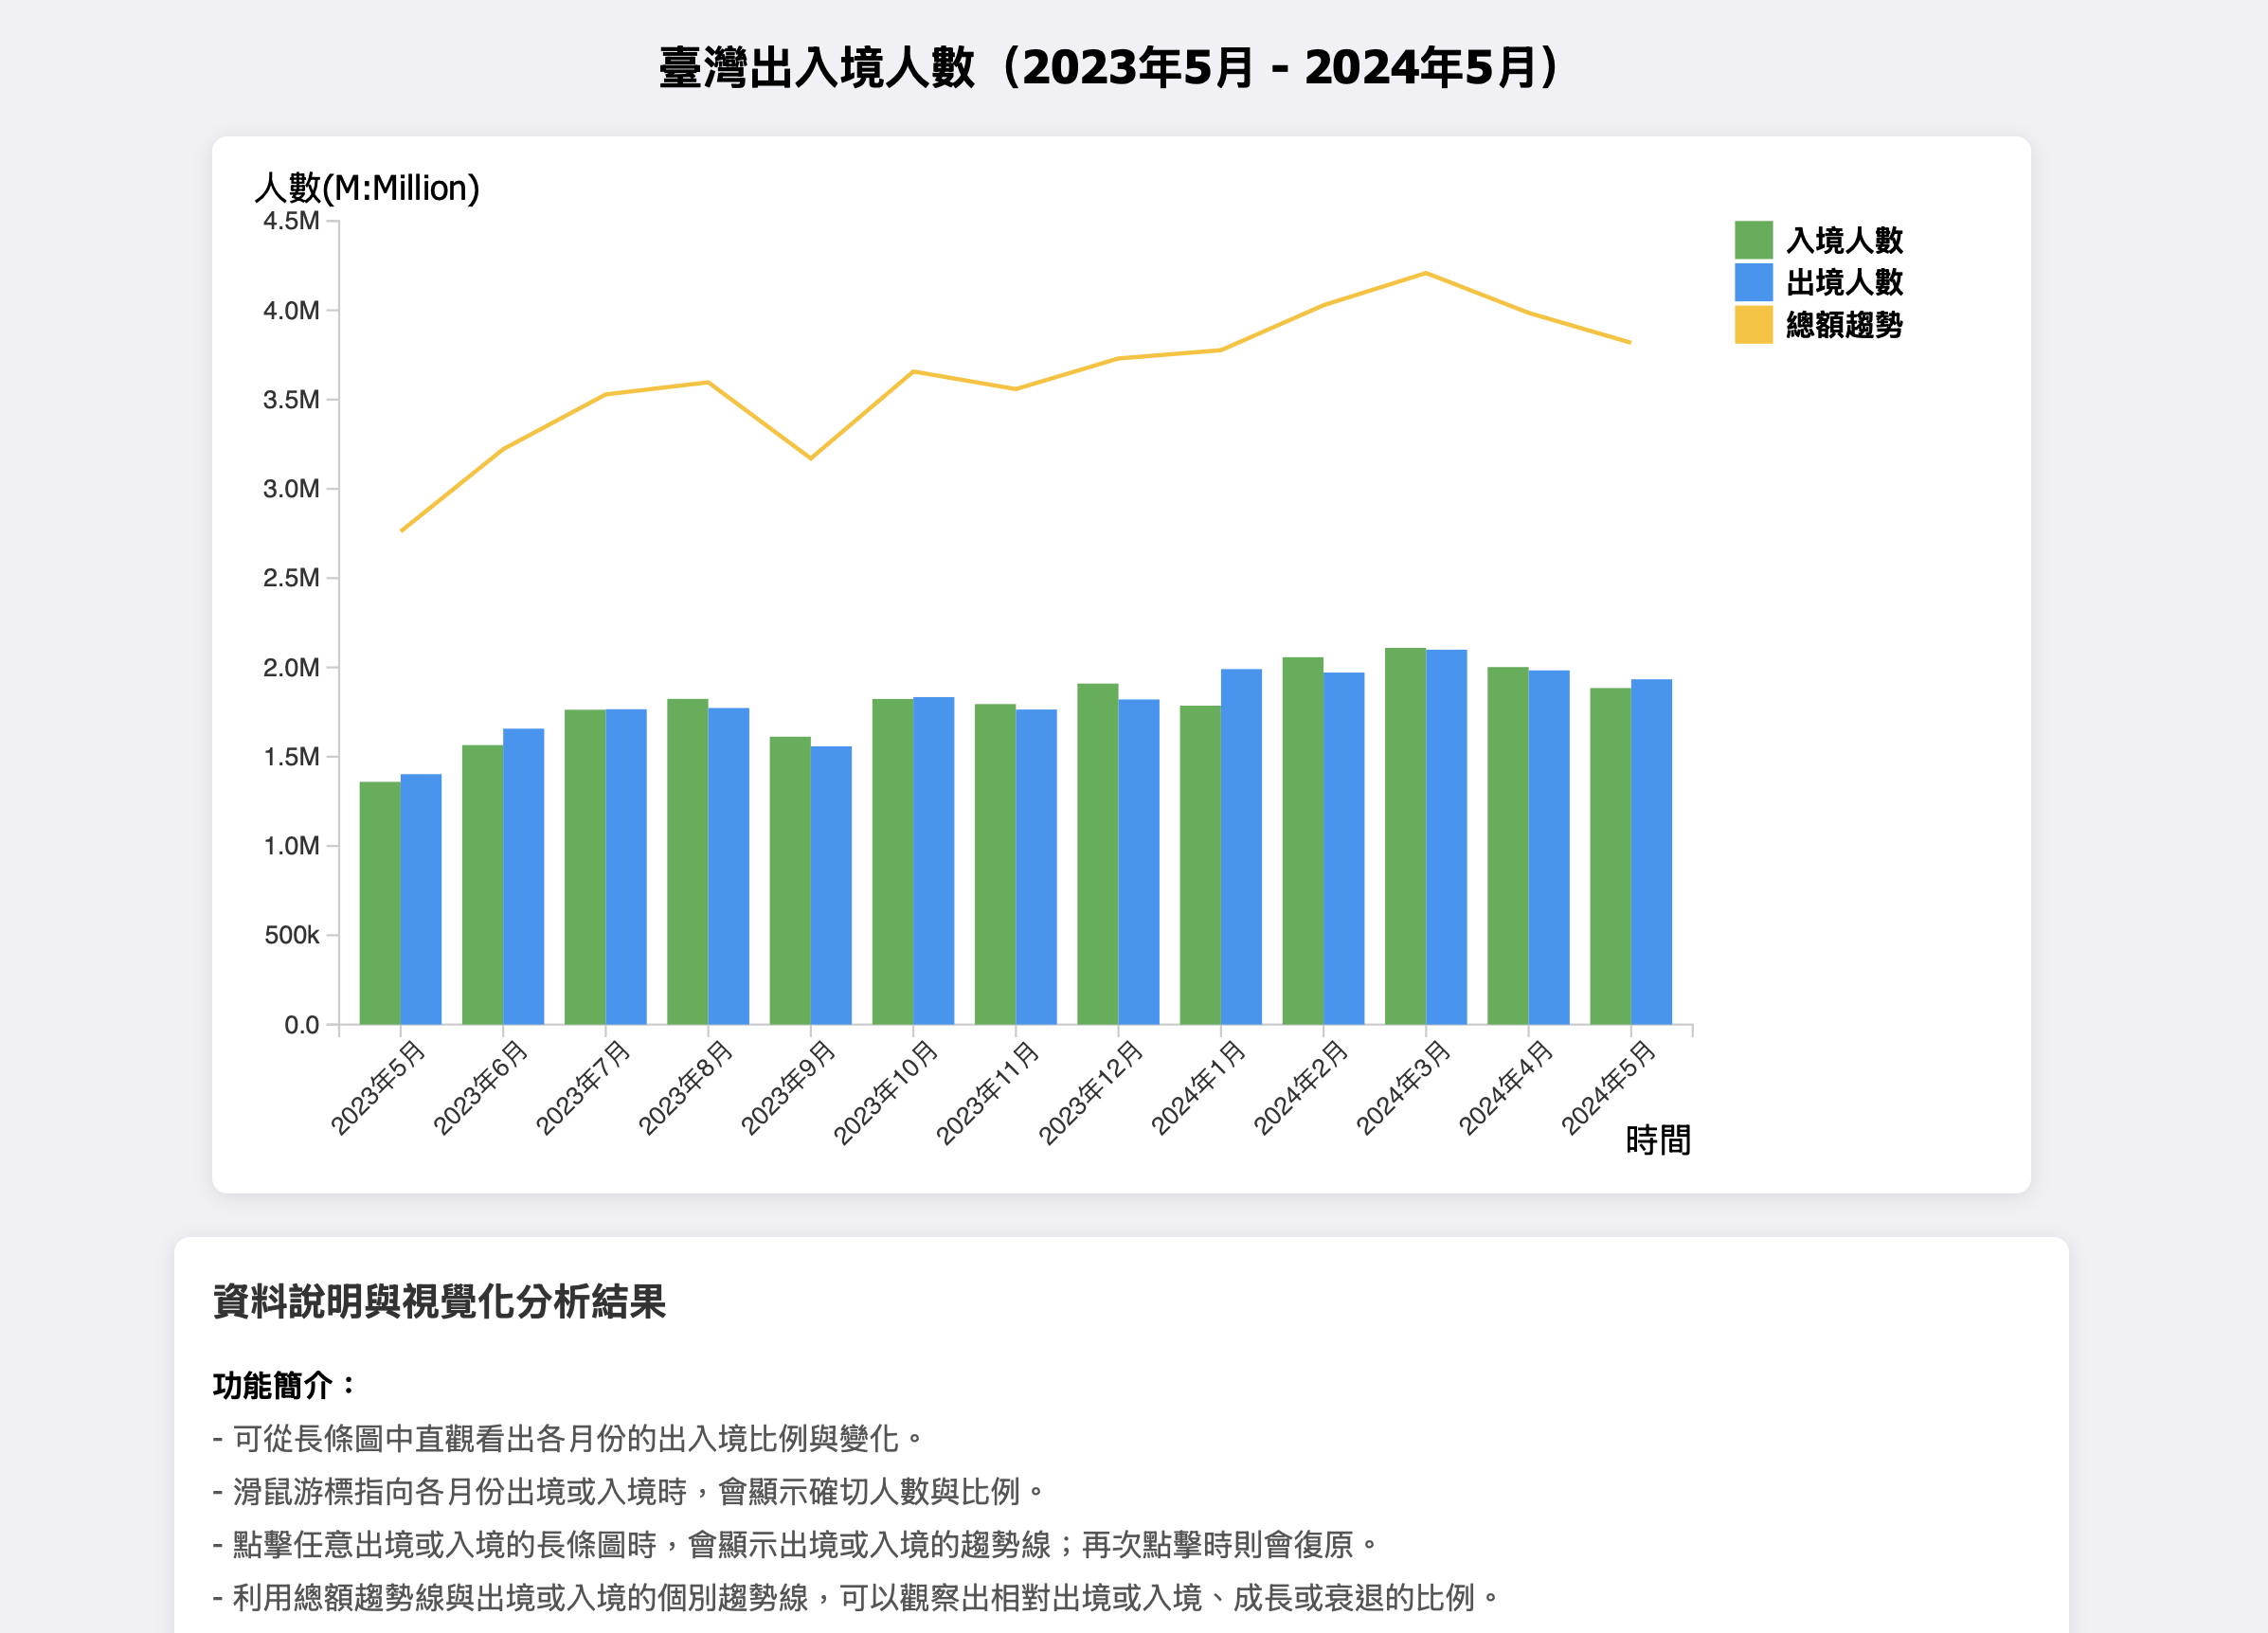 臺灣出入境人數（2023年5月 - 2024年5月）
人數(M:Million)
4.5M
4.0M
3.5M
3.0M
2.5M
2.0M
1.5M
1.0M
500k
0.0
入境人數
出境人數
總額趨勢
2023年5月
2023年6月
2023年7月
2023年8月
2023年9月
2023年10月
2023年11月
2023年12月
2024年1月
2024年2月
2024年3月
2024年4月
2024年5月
時間
資料說明與視覺化分析結果
功能簡介：
- 可從長條圖中直觀看出各月份的出入境比例與變化。
- 滑鼠游標指向各月份出境或入境時，會顯示確切人數與比例。
- 點擊任意出境或入境的長條圖時，會顯示出境或入境的趨勢線；再次點擊時則會復原。
- 利用總額趨勢線與出境或入境的個別趨勢線，可以觀察出相對出境或入境、成長或衰退的比例。